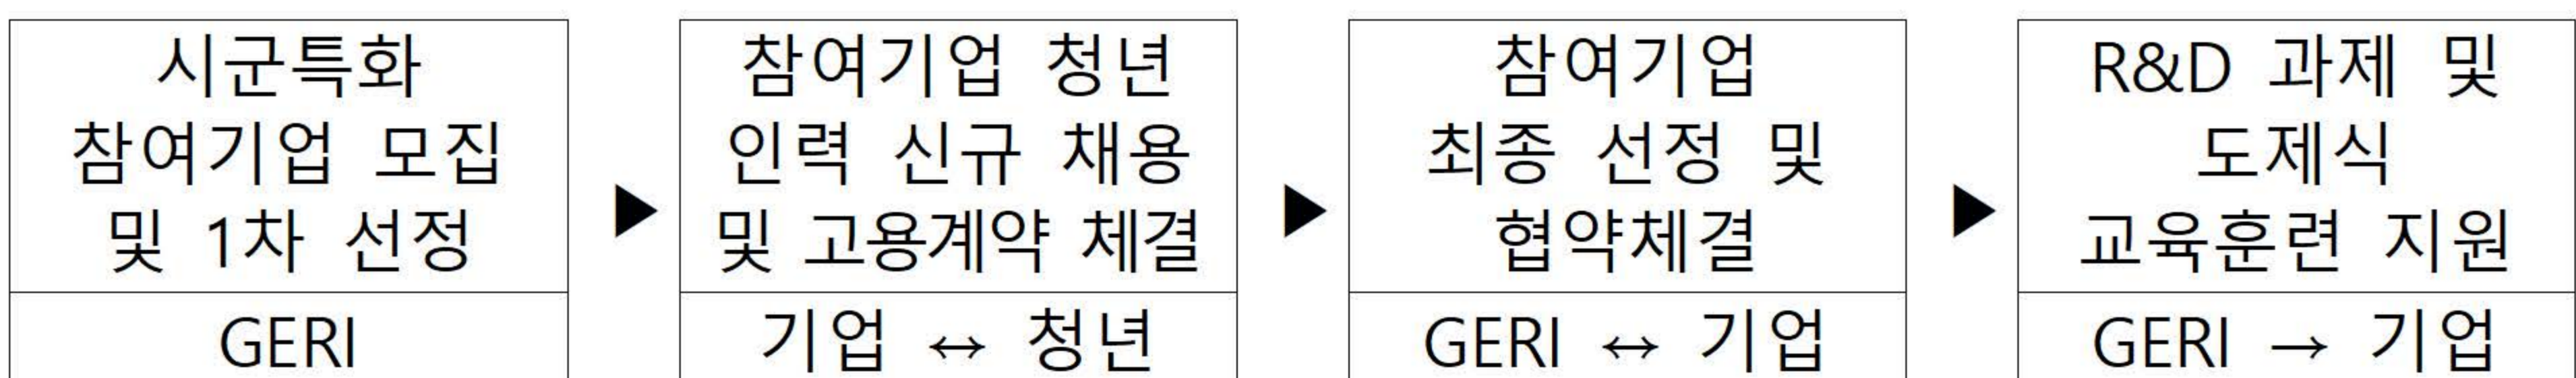 시군특화
참여기업 모집
및 1차 선정
GERI
▶
참여기업 청년
인력 신규 채용
및 고용계약 체결
기업 ↔ 청년
▶
참여기업
최종 선정 및
협약체결
GERI ↔ 기업
▶
R&D 과제 및
도제식
교육훈련 지원
GERI → 기업